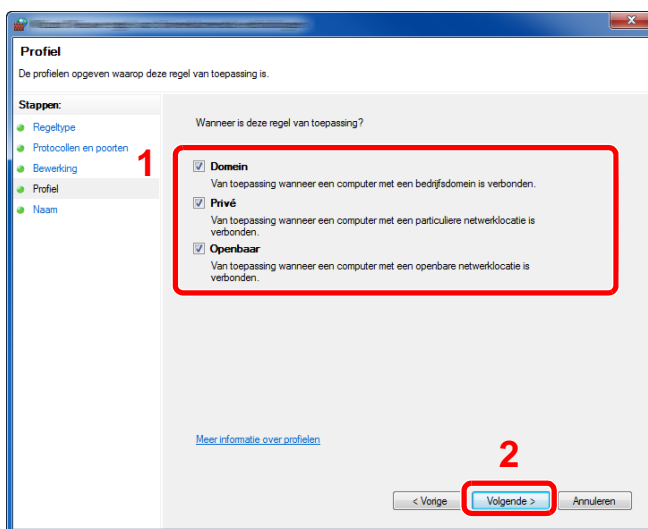 Profiel
De profielen opgeven waarop deze regel van toepassing is.
Stappen:
Regeltype
Protocollen en poorten
Bewerking
Profiel
Naam
1
Wanneer is deze regel van toepassing?
Domein
Van toepassing wanneer een computer met een bedrijfsdomein is verbonden.
Privé
Van toepassing wanneer een computer met een particuliere netwerklocatie is
verbonden.
Openbaar
Van toepassing wanneer een computer met een openbare netwerklocatie is
verbonden.
Meer informatie over profielen
2
< Vorige
Volgende >
Annuleren